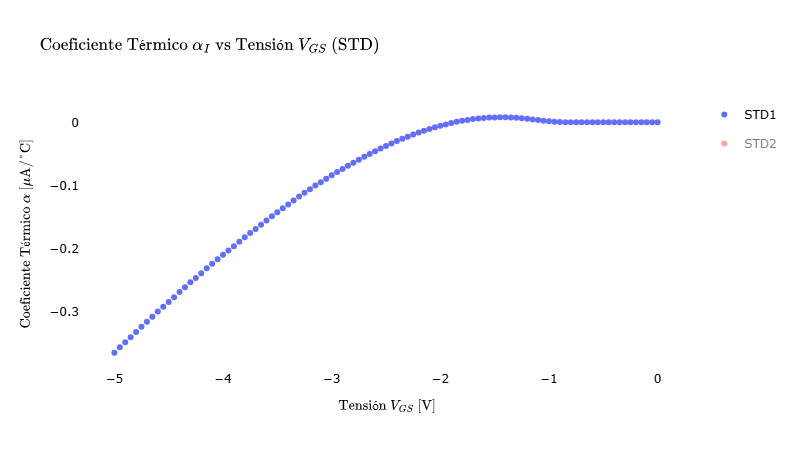 Coeficiente Térmico α_I vs Tensión V_GS (STD)
STD1
STD2
Coeficiente Térmico α [μA/°C]
0
−0.1
−0.2
−0.3
−5 −4 −3 −2 −1 0
Tensión V_GS [V]